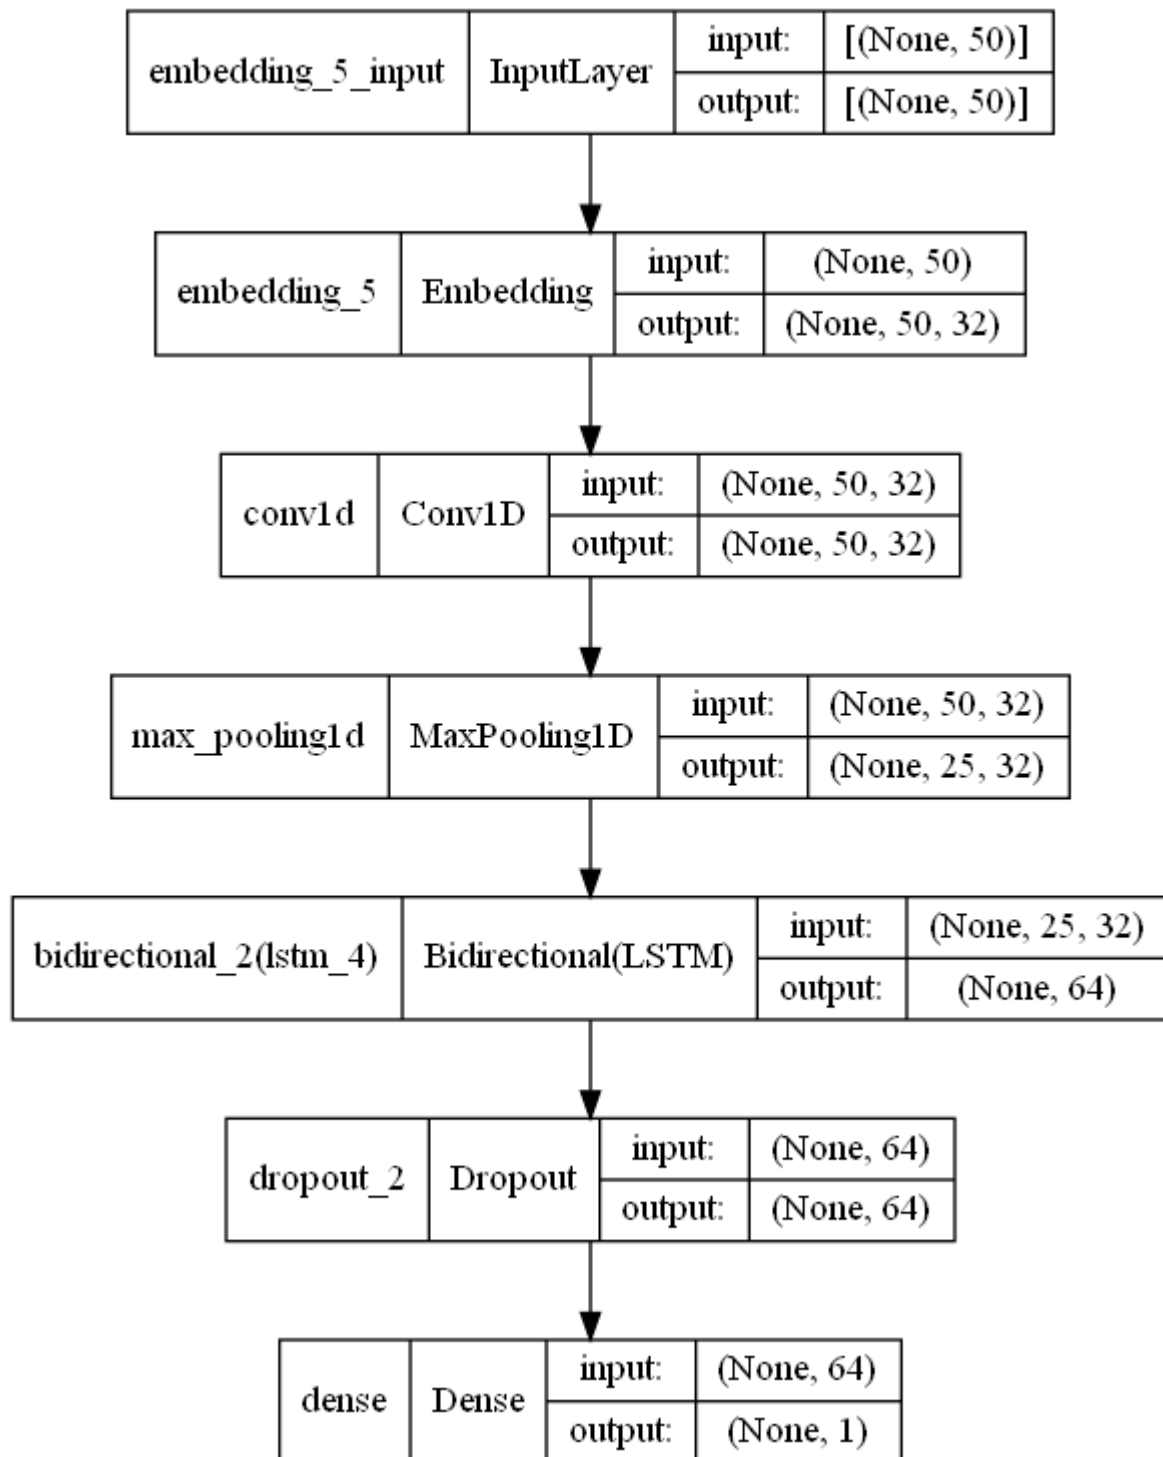 embedding_5_input InputLayer input: [(None, 50)]
output: [(None, 50)]
embedding_5 Embedding input: (None, 50)
output: (None, 50, 32)
conv1d Conv1D input: (None, 50, 32)
output: (None, 50, 32)
max_pooling1d MaxPooling1D input: (None, 50, 32)
output: (None, 25, 32)
bidirectional_2(lstm_4) Bidirectional(LSTM) input: (None, 25, 32)
output: (None, 64)
dropout_2 Dropout input: (None, 64)
output: (None, 64)
dense Dense input: (None, 64)
output: (None, 1)